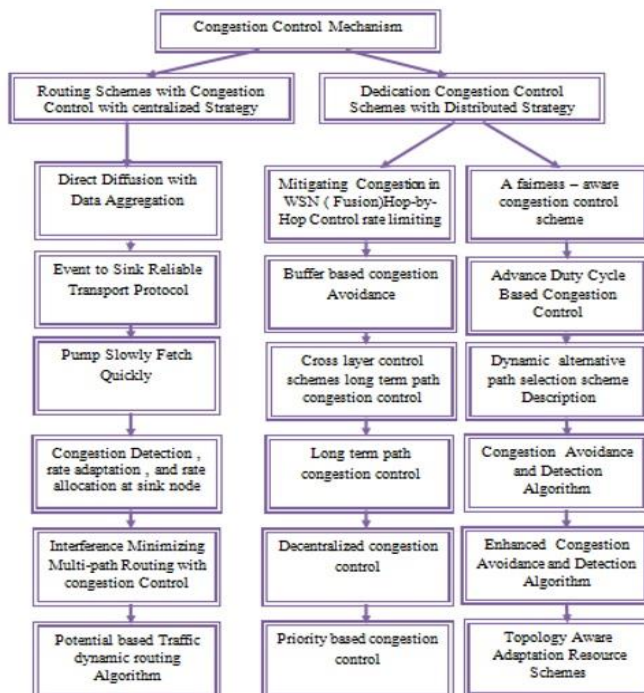 Congestion Control Mechanism
Routing Schemes with Congestion
Control with centralized Strategy
Dedication Congestion Control
Schemes with Distributed Strategy
Direct Diffusion with
Data Aggregation
Event to Sink Reliable
Transport Protocol
Pump Slowly Fetch
Quickly
Congestion Detection ,
rate adaptation , and rate
allocation at sink node
Interference Minimizing
Multi-path Routing with
congestion Control
Potential based Traffic
dynamic routing
Algorithm
Mitigating Congestion in
WSN ( Fusion)Hop-by-
Hop Control rate limiting
Buffer based congestion
Avoidance
Cross layer control
schemes long term path
congestion control
Long term path
congestion control
Decentralized congestion
control
Priority based congestion
control
A fairness – aware
congestion control
scheme
Advance Duty Cycle
Based Congestion
Control
Dynamic alternative
path selection scheme
Description
Congestion Avoidance
and Detection
Algorithm
Enhanced Congestion
Avoidance and Detection
Algorithm
Topology Aware
Adaptation Resource
Schemes